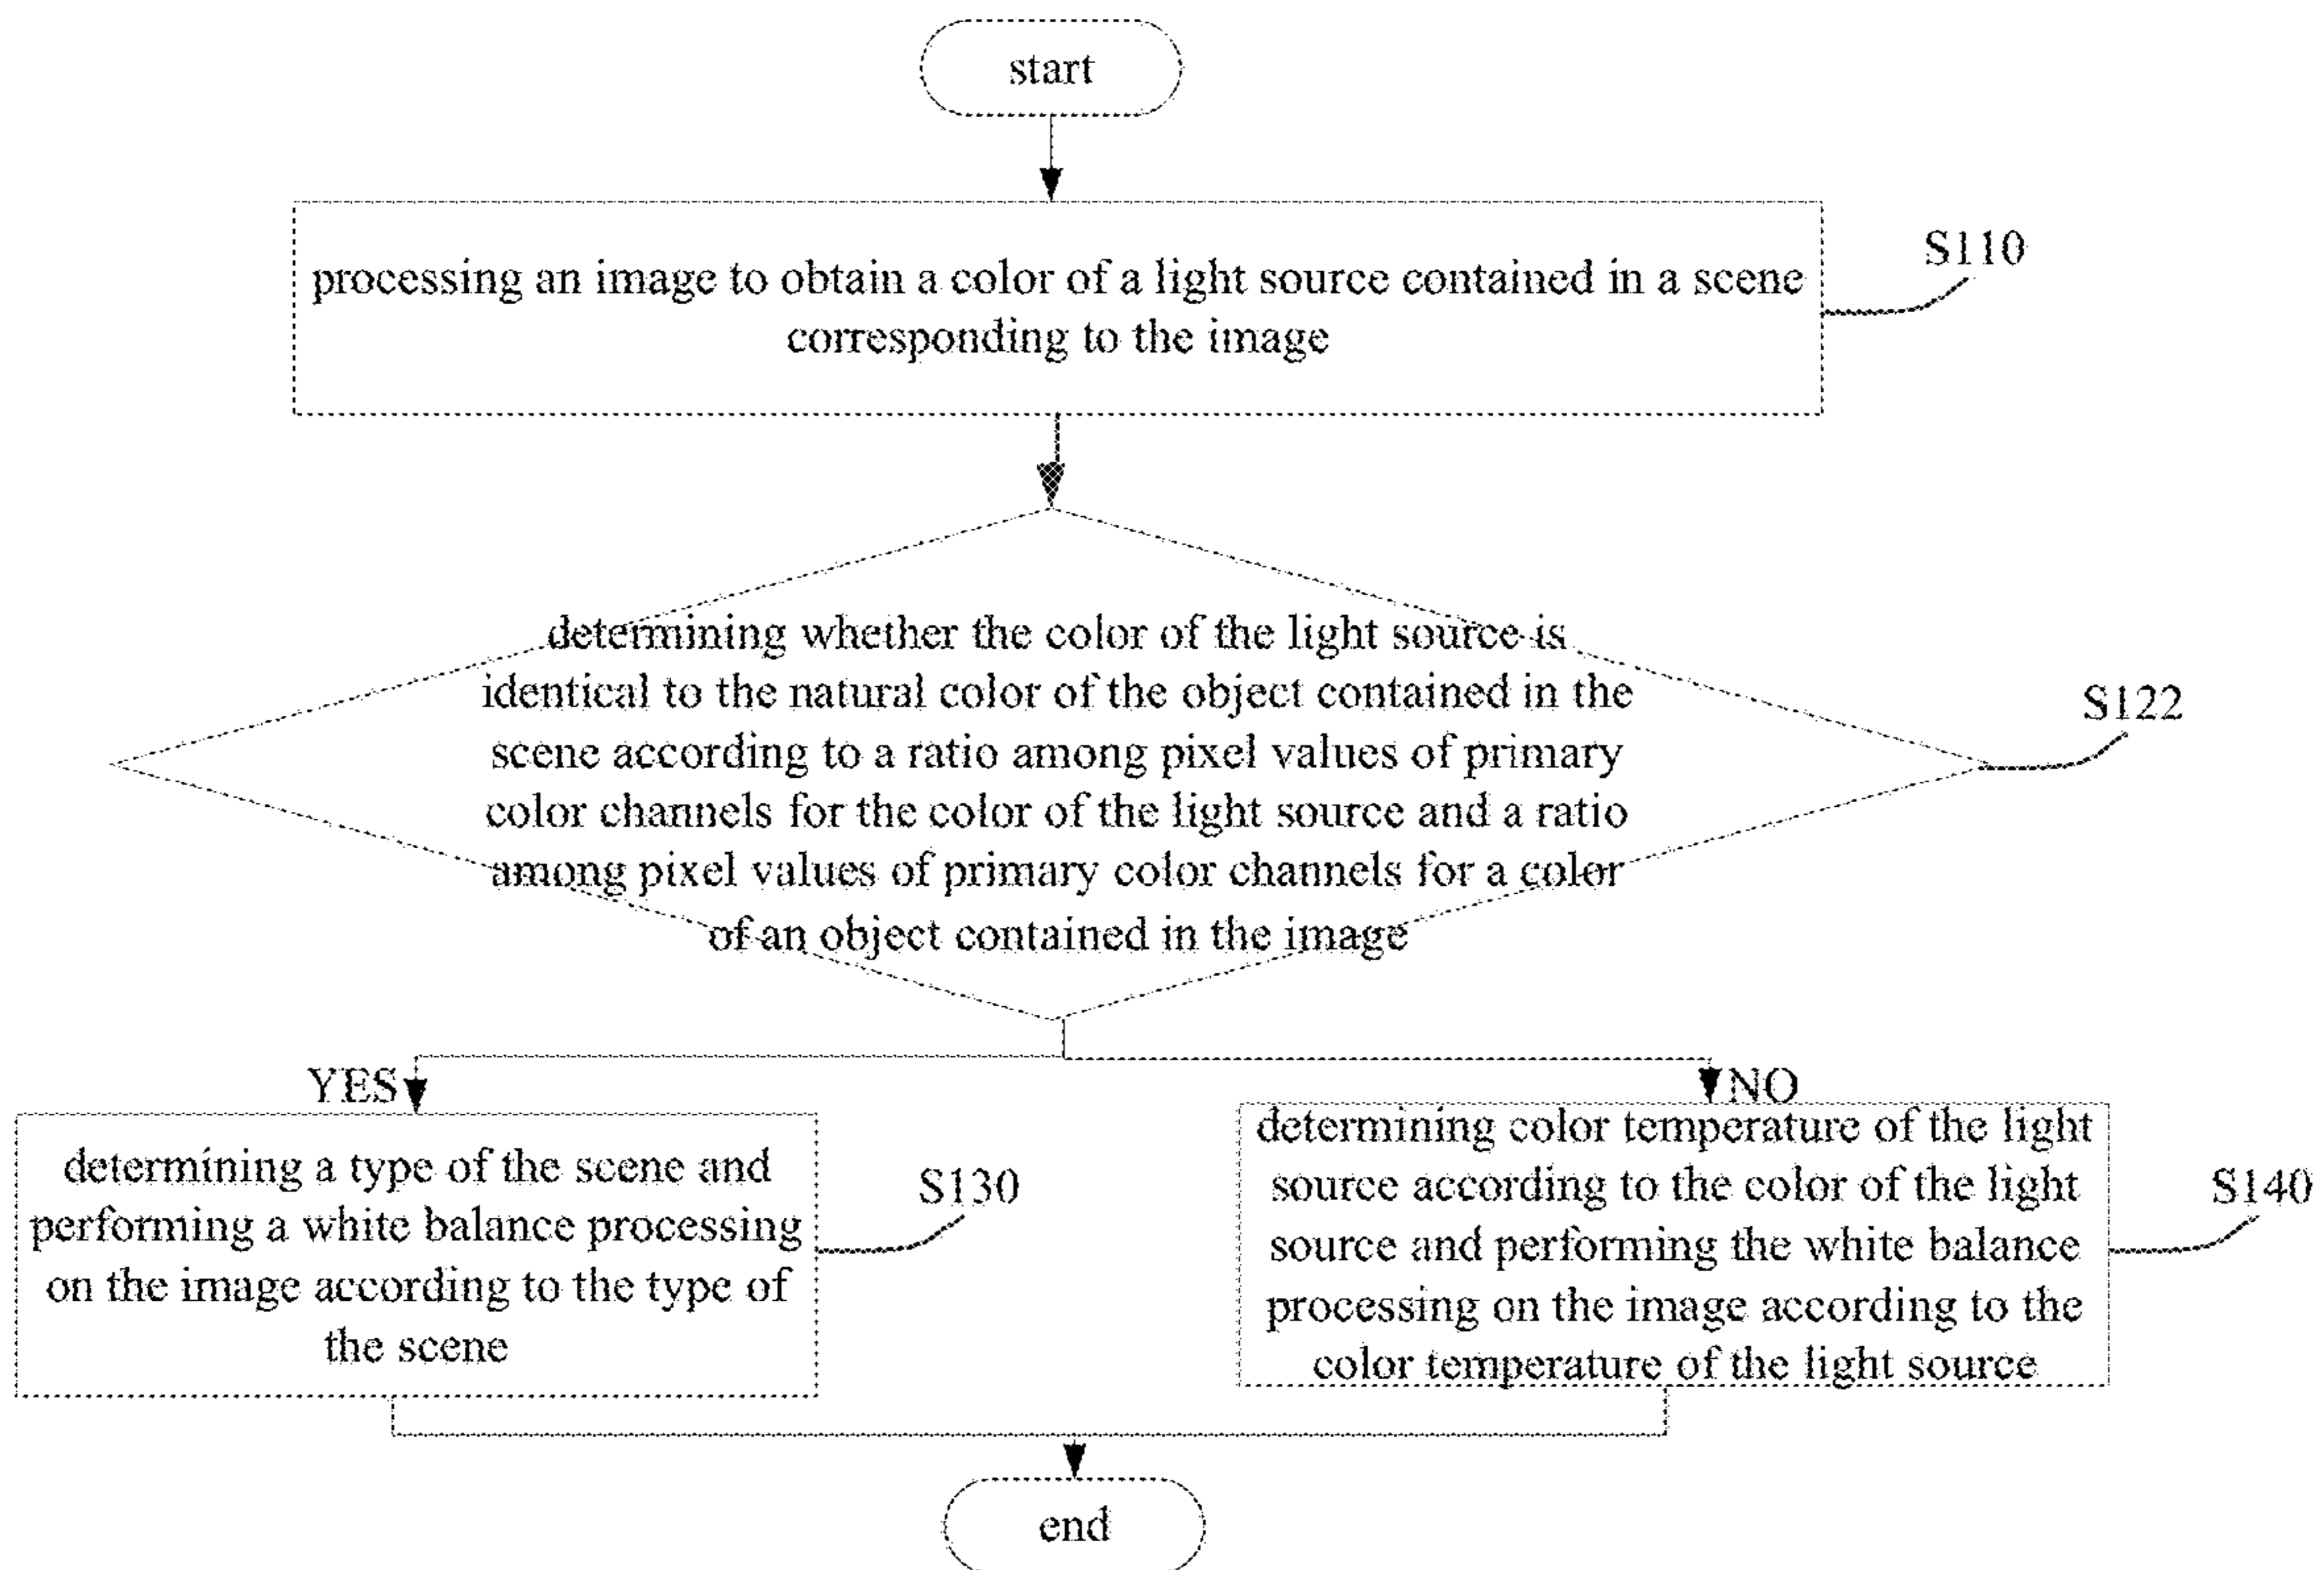 start
processing an image to obtain a color of a light source contained in a scene
corresponding to the image
S110
determining whether the color of the light source is
identical to the natural color of the object contained in the
scene according to a ratio among pixel values of primary
color channels for the color of the light source and a ratio
among pixel values of primary color channels for a color
of an object contained in the image
S122
YES
NO
determining a type of the scene and
performing a white balance processing
on the image according to the type of
the scene
S130
determining color temperature of the light
source according to the color of the light
source and performing the white balance
processing on the image according to the
color temperature of the light source
S140
end